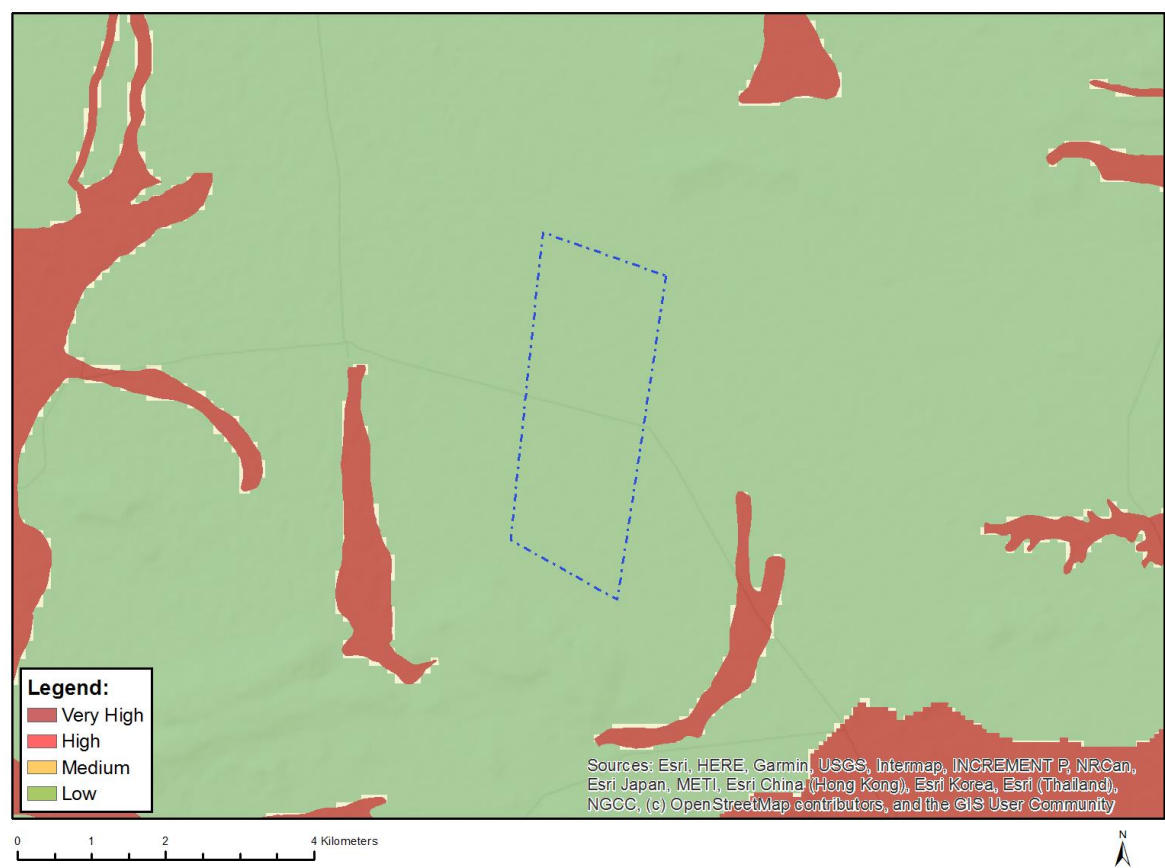 Legend:
Very High
High
Medium
Low
Sources: Esri, HERE, Garmin, USGS, Intermap, INCREMENT P, NRCan,
Esri Japan, METI, Esri China (Hong Kong), Esri Korea, Esri (Thailand),
NGCC, (c) OpenStreetMap contributors, and the GIS User Community
0 1 2 4 Kilometers
N